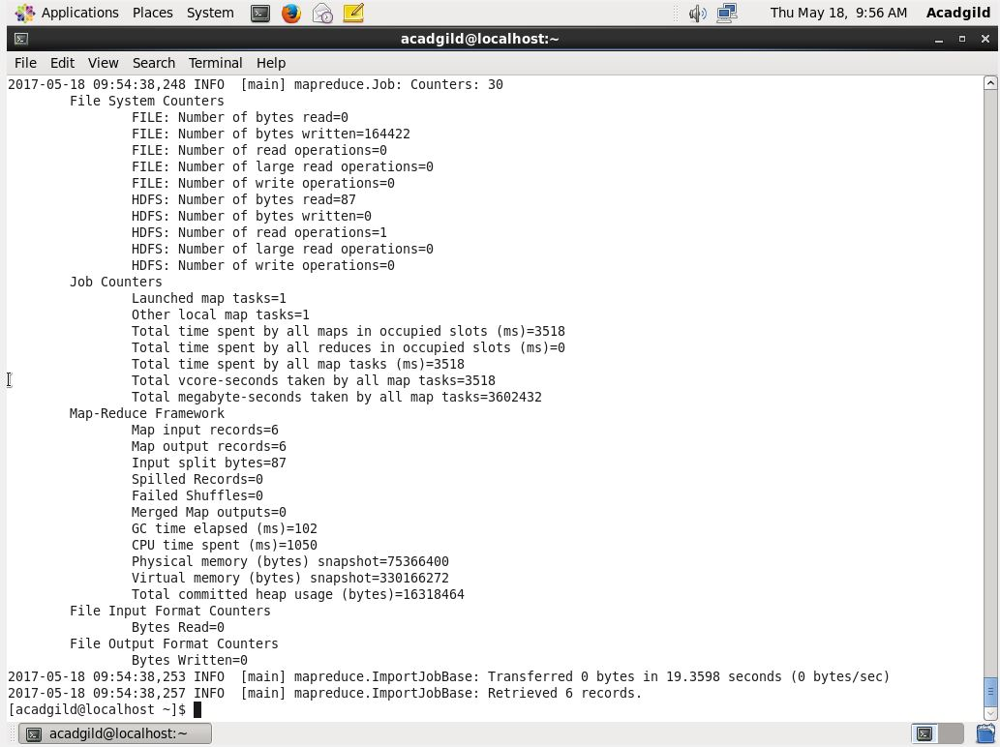 Applications Places System Thu May 18, 9:56 AM Acadgild
acadgild@localhost:~
File Edit View Search Terminal Help
2017-05-18 09:54:38,248 INFO  [main] mapreduce.Job: Counters: 30
File System Counters
FILE: Number of bytes read=0
FILE: Number of bytes written=164422
FILE: Number of read operations=0
FILE: Number of large read operations=0
FILE: Number of write operations=0
HDFS: Number of bytes read=87
HDFS: Number of bytes written=0
HDFS: Number of read operations=1
HDFS: Number of large read operations=0
HDFS: Number of write operations=0
Job Counters
Launched map tasks=1
Other local map tasks=1
Total time spent by all maps in occupied slots (ms)=3518
Total time spent by all reduces in occupied slots (ms)=0
Total time spent by all map tasks (ms)=3518
Total vcore-seconds taken by all map tasks=3518
Total megabyte-seconds taken by all map tasks=3602432
Map-Reduce Framework
Map input records=6
Map output records=6
Input split bytes=87
Spilled Records=0
Failed Shuffles=0
Merged Map outputs=0
GC time elapsed (ms)=102
CPU time spent (ms)=1050
Physical memory (bytes) snapshot=75366400
Virtual memory (bytes) snapshot=330166272
Total committed heap usage (bytes)=16318464
File Input Format Counters
Bytes Read=0
File Output Format Counters
Bytes Written=0
2017-05-18 09:54:38,253 INFO  [main] mapreduce.ImportJobBase: Transferred 0 bytes in 19.3598 seconds (0 bytes/sec)
2017-05-18 09:54:38,257 INFO  [main] mapreduce.ImportJobBase: Retrieved 6 records.
[acadgild@localhost ~]$
acadgild@localhost:~